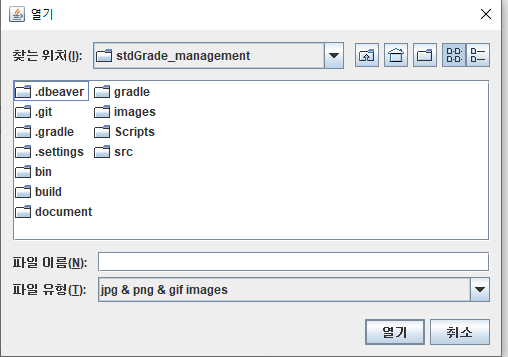 열기
찾는 위치(I): stdGrade_management
.dbeaver
.git
.gradle
.settings
bin
build
document
gradle
images
Scripts
src
파일 이름(N):
파일 유형(T): jpg & png & gif images
열기 취소